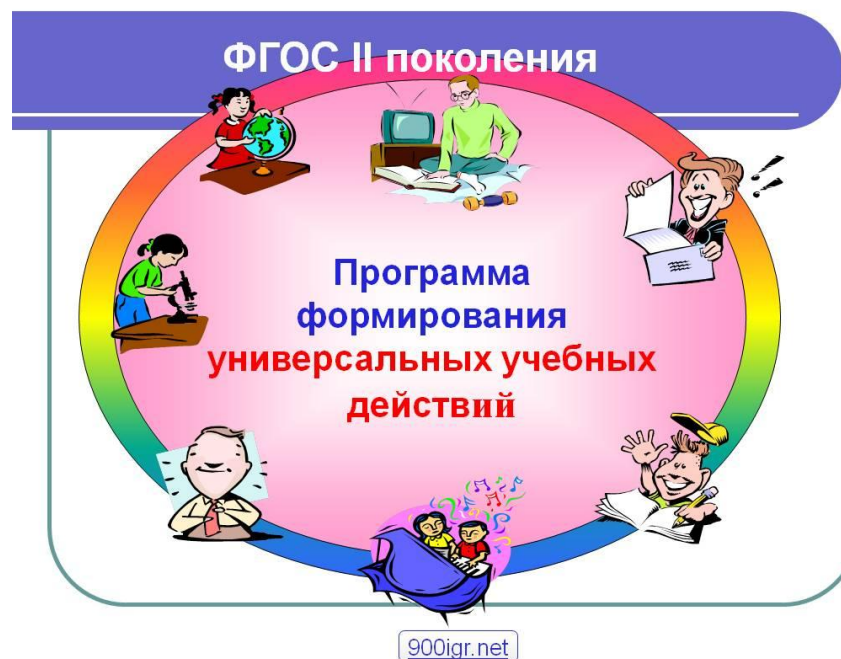 ФГОС II поколения
Программа
формирования
универсальных учебных
действий
900igr.net